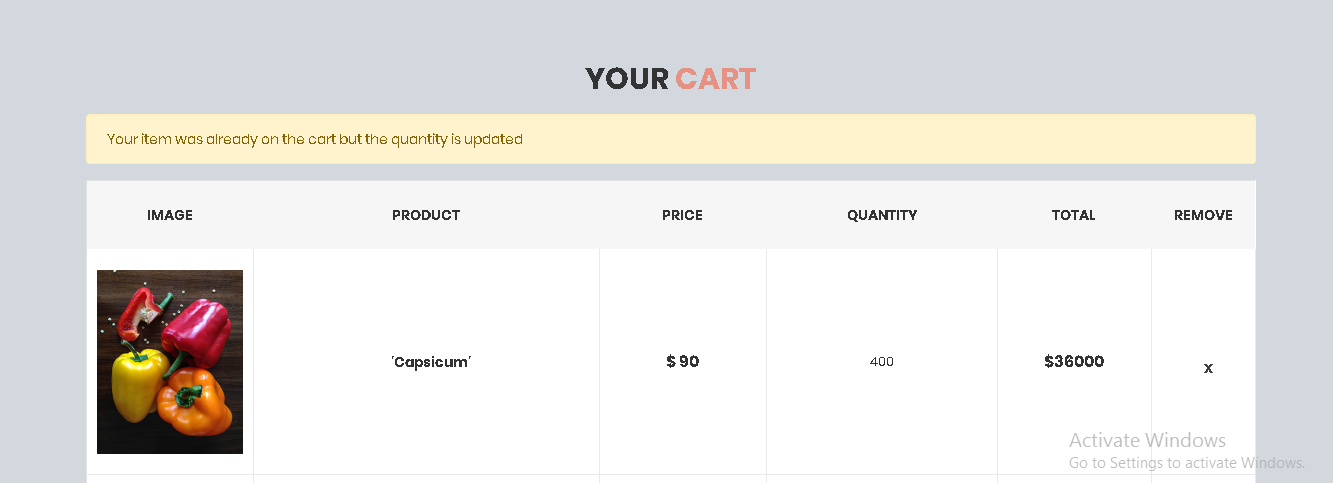 YOUR CART
Your item was already on the cart but the quantity is updated
IMAGE PRODUCT PRICE QUANTITY TOTAL REMOVE
'Capsicum' $ 90 400 $36000 x
Activate Windows
Go to Settings to activate Windows.